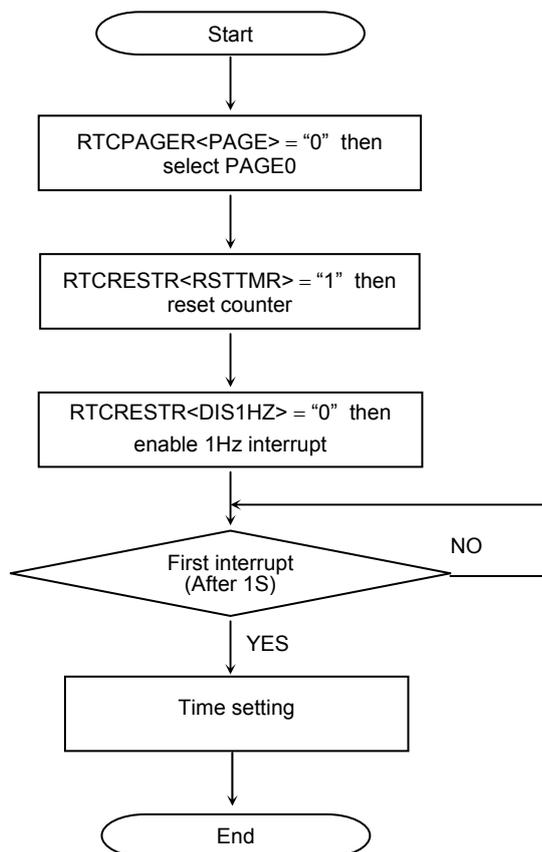 Start
RTCPAGER<PAGE> = “0” then
select PAGE0
RTCRESTR<RSTTMR> = “1” then
reset counter
RTCRESTR<DIS1HZ> = “0” then
enable 1Hz interrupt
First interrupt
(After 1S)
NO
YES
Time setting
End